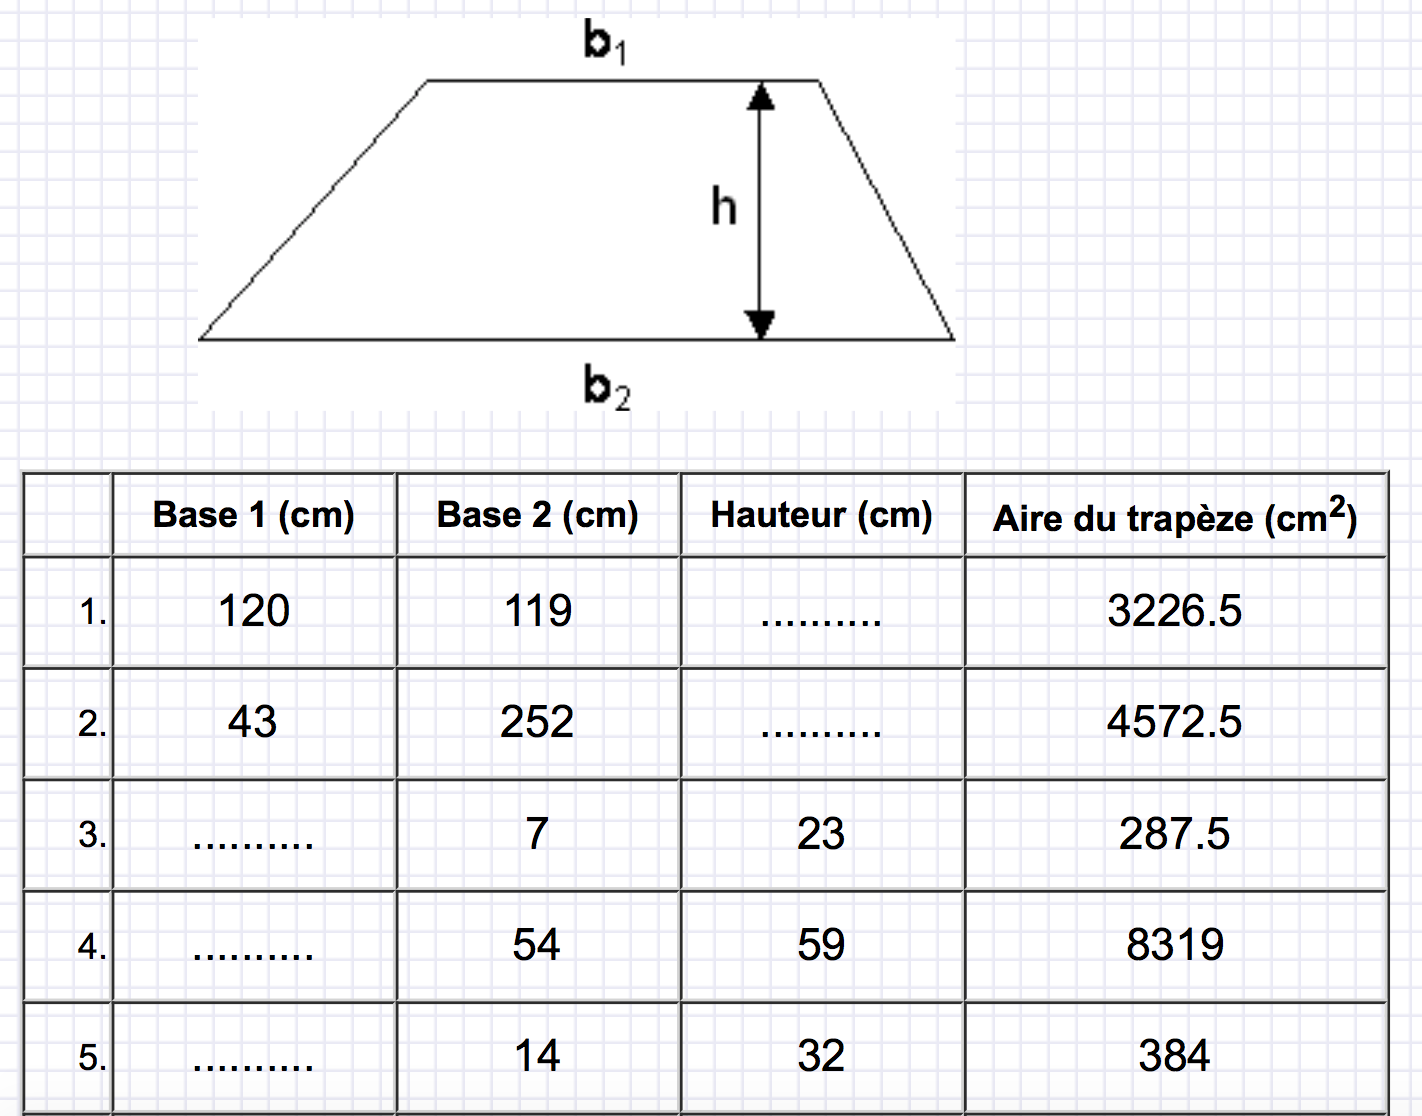 b₁
h
b₂
Base 1 (cm) Base 2 (cm) Hauteur (cm) Aire du trapèze (cm²)
1. 120 119 .......... 3226.5
2. 43 252 .......... 4572.5
3. .......... 7 23 287.5
4. .......... 54 59 8319
5. .......... 14 32 384